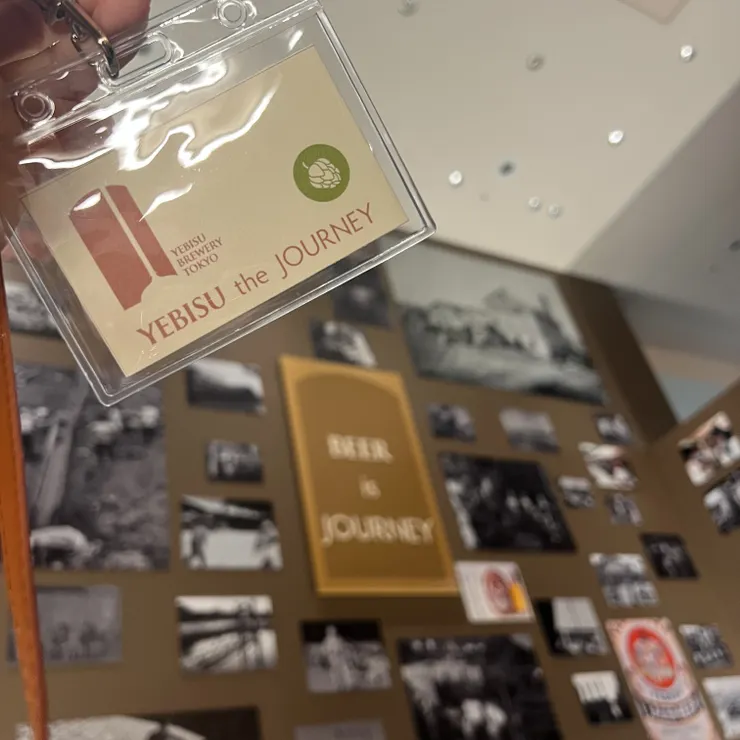 YEBISU
BREWERY
TOKYO
YEBISU the JOURNEY
BEER
is
JOURNEY